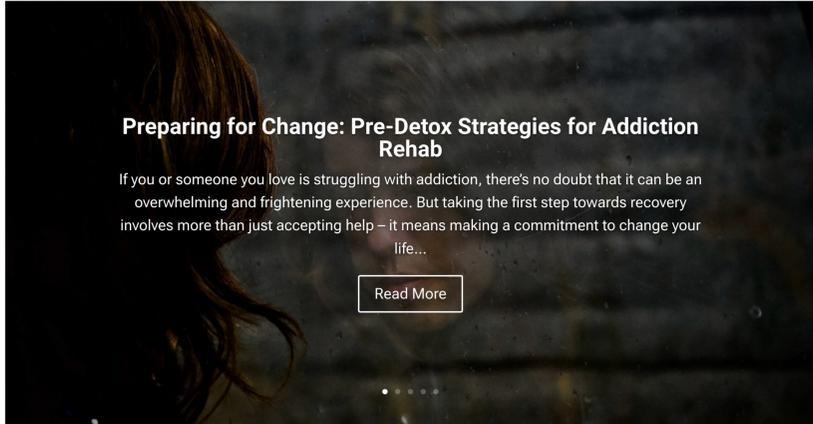 Preparing for Change: Pre-Detox Strategies for Addiction
Rehab
If you or someone you love is struggling with addiction, there's no doubt that it can be an
overwhelming and frightening experience. But taking the first step towards recovery
involves more than just accepting help – it means making a commitment to change your
life...
Read More